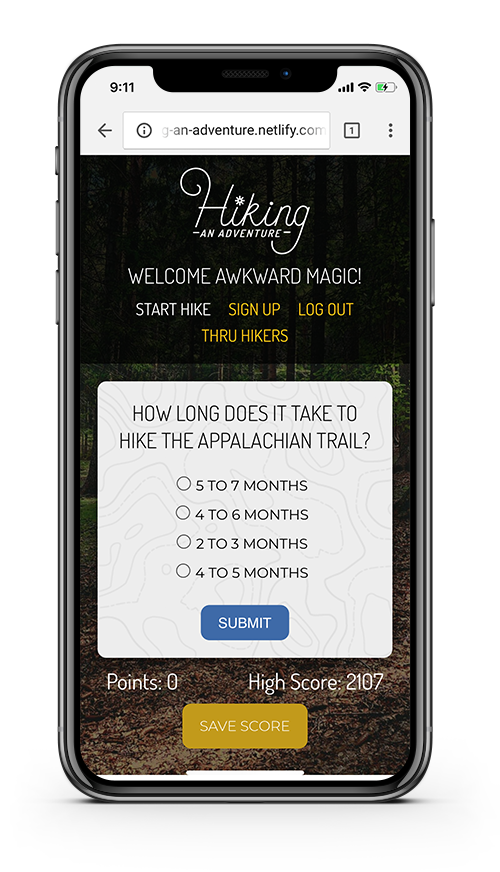 9:11
g-an-adventure.netlify.com
1
Hiking
AN ADVENTURE
WELCOME AWKWARD MAGIC!
START HIKE SIGN UP LOG OUT
THRU HIKERS
HOW LONG DOES IT TAKE TO
HIKE THE APPALACHIAN TRAIL?
5 TO 7 MONTHS
4 TO 6 MONTHS
2 TO 3 MONTHS
4 TO 5 MONTHS
SUBMIT
Points: 0 High Score: 2107
SAVE SCORE